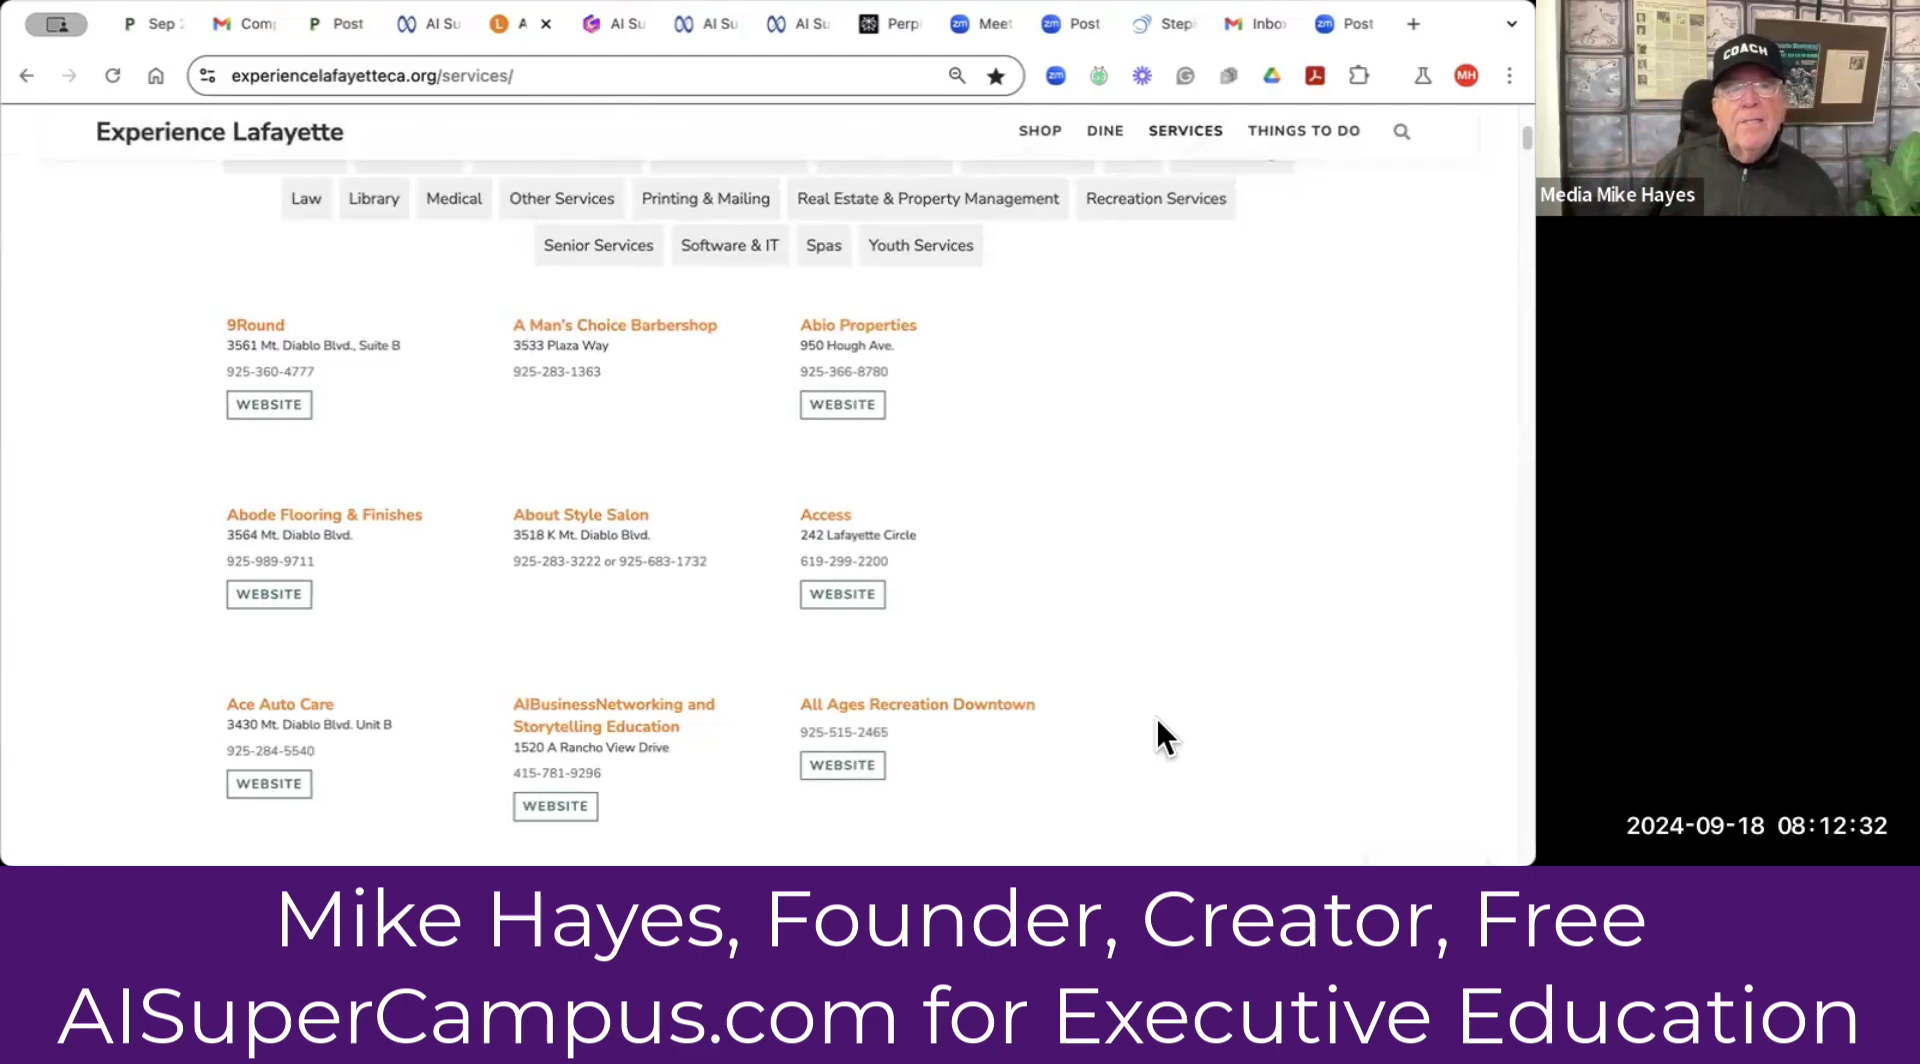 P Sep
Com
P Post
AI Su
L A
AI Su
AI Su
AI Su
Perp
zm Meet
zm Post
Step
Inbo
zm Post
experiencelafayetteca.org/services/
zm
MH
COACH
Experience Lafayette
SHOP DINE SERVICES THINGS TO DO
Media Mike Hayes
Law Library Medical Other Services Printing & Mailing Real Estate & Property Management Recreation Services
Senior Services Software & IT Spas Youth Services
9Round
3561 Mt. Diablo Blvd., Suite B
925-360-4777
WEBSITE
A Man's Choice Barbershop
3533 Plaza Way
925-283-1363
Abio Properties
950 Hough Ave.
925-366-8780
WEBSITE
Abode Flooring & Finishes
3564 Mt. Diablo Blvd.
925-989-9711
WEBSITE
About Style Salon
3518 K Mt. Diablo Blvd.
925-283-3222 or 925-683-1732
Access
242 Lafayette Circle
619-299-2200
WEBSITE
Ace Auto Care
3430 Mt. Diablo Blvd. Unit B
925-284-5540
WEBSITE
AIBusinessNetworking and
Storytelling Education
1520 A Rancho View Drive
415-781-9296
WEBSITE
All Ages Recreation Downtown
925-515-2465
WEBSITE
2024-09-18 08:12:32
Mike Hayes, Founder, Creator, Free
AISuperCampus.com for Executive Education